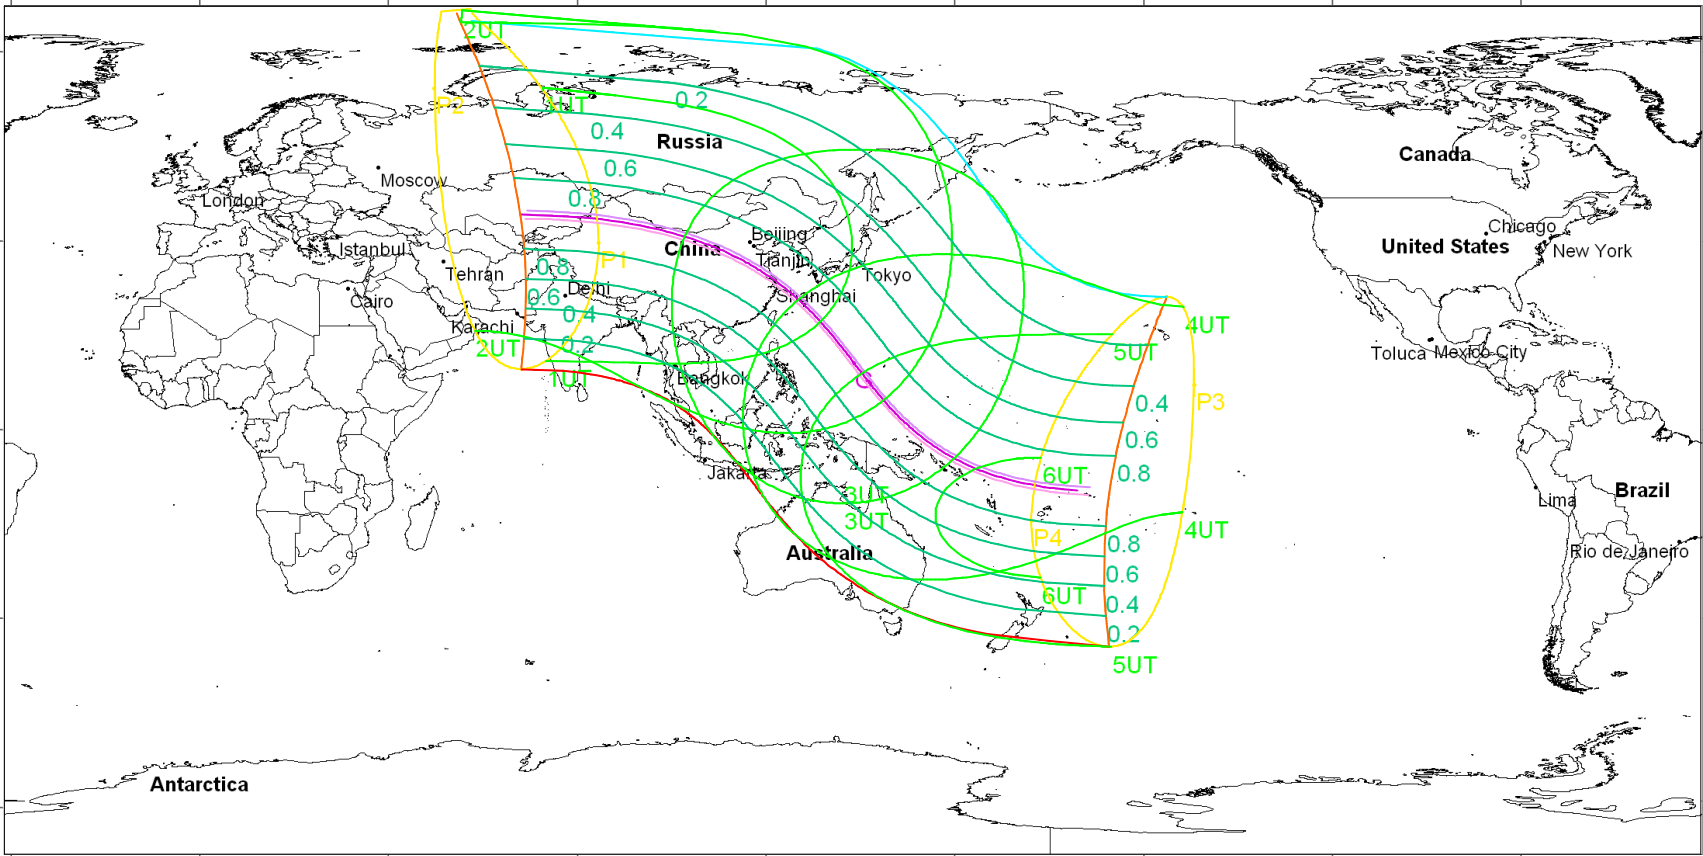 2UT
P2
1UT
0.2
0.4
Russia
Canada
0.6
Moscow
0.8
London
Chicago
Beijing
Istanbul
China
United States
New York
P1
Tianjin
0.8
Tehran
Tokyo
Delhi
0.6
Shanghai
Cairo
0.4
Karachi
4UT
0.2
2UT
5UT
Toluca
Mexico City
1UT
Bangkok
G
0.4
P3
0.6
Jakarta
6UT
0.8
3UT
Lima
Brazil
3UT
4UT
P4
0.8
Australia
Rio de Janeiro
0.6
6UT
0.4
0.2
5UT
Antarctica